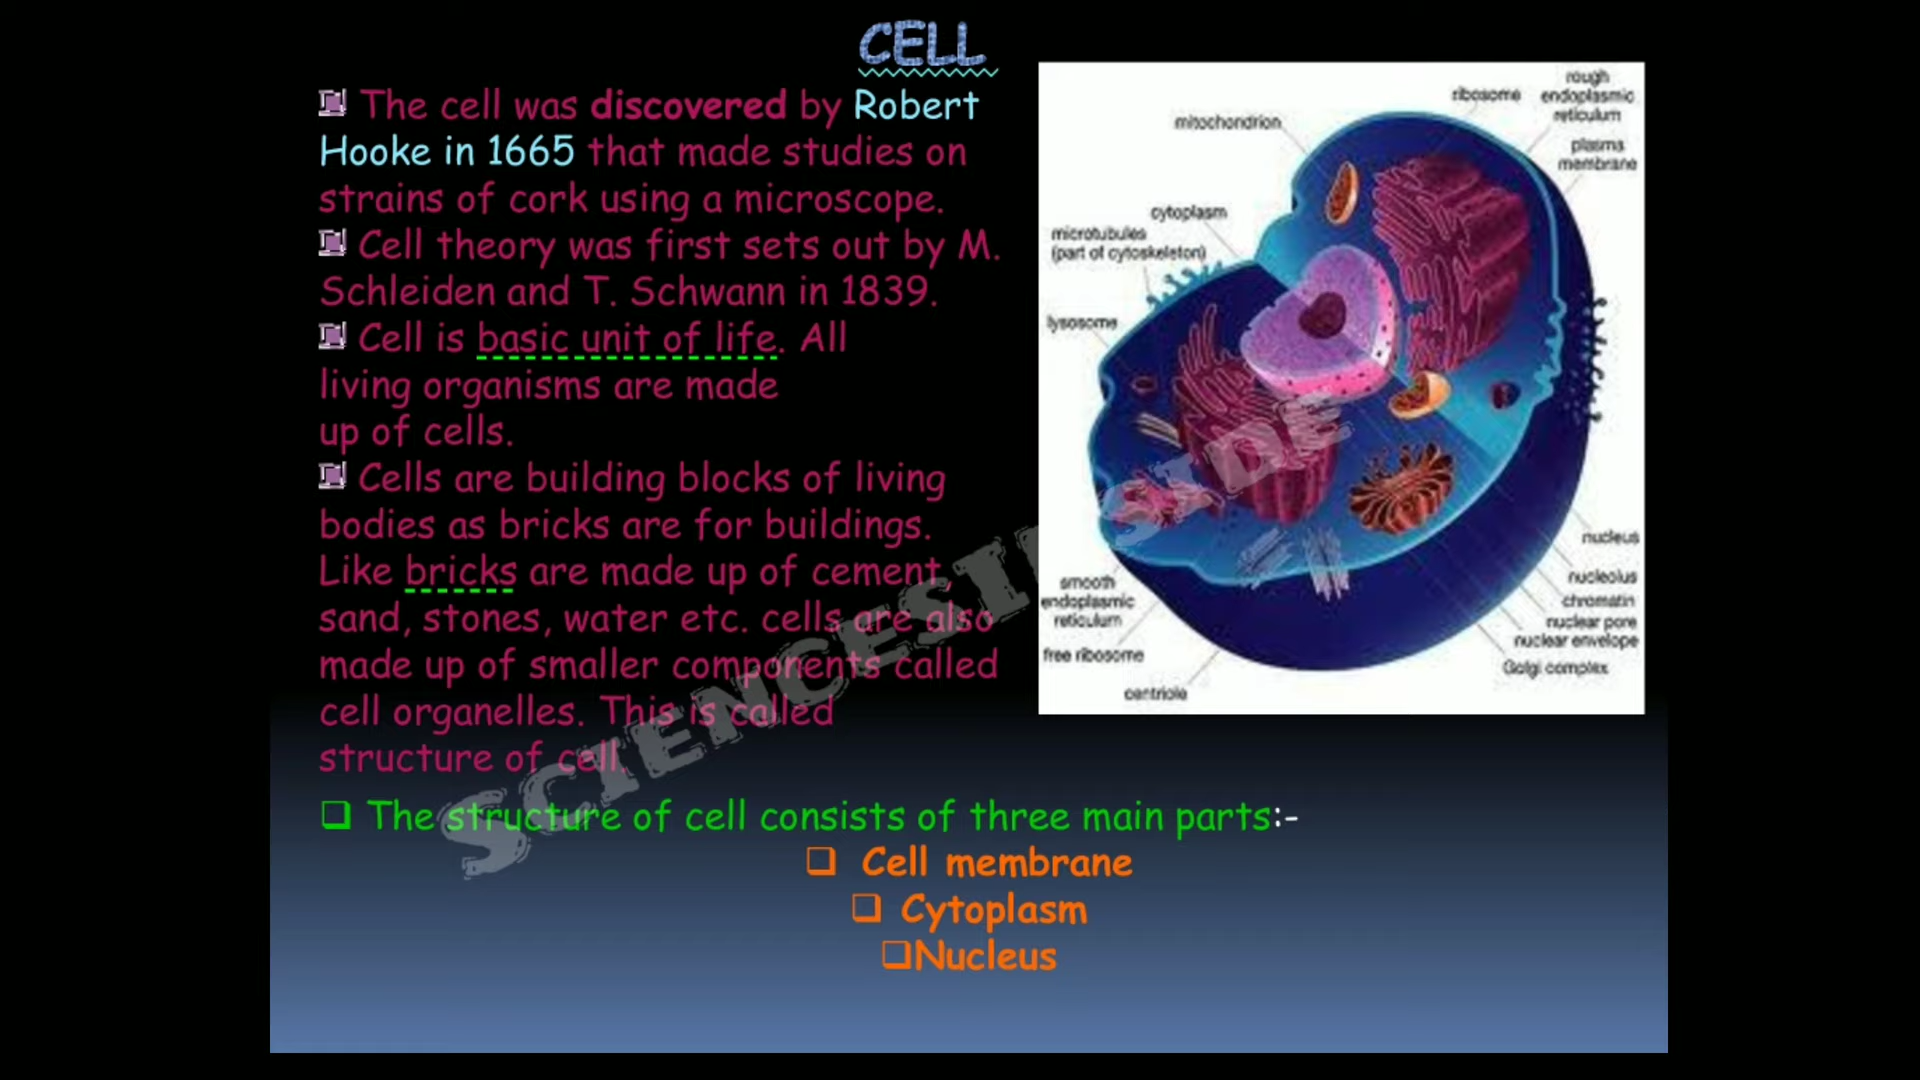 CELL
The cell was discovered by Robert
Hooke in 1665 that made studies on
strains of cork using a microscope.
Cell theory was first sets out by M.
Schleiden and T. Schwann in 1839.
Cell is basic unit of life. All
living organisms are made
up of cells.
Cells are building blocks of living
bodies as bricks are for buildings.
Like bricks are made up of cement,
sand, stones, water etc. cells are also
made up of smaller components called
cell organelles. This is called
structure of cell.
The structure of cell consists of three main parts:-
Cell membrane
Cytoplasm
Nucleus
rough
endoplasmic
reticulum
ribosome
mitochondrion
plasma
membrane
cytoplasm
microtubules
(part of cytoskeleton)
lysosome
nucleus
nucleolus
chromatin
nuclear pore
nuclear envelope
Golgi complex
smooth
endoplasmic
reticulum
free ribosome
centriole